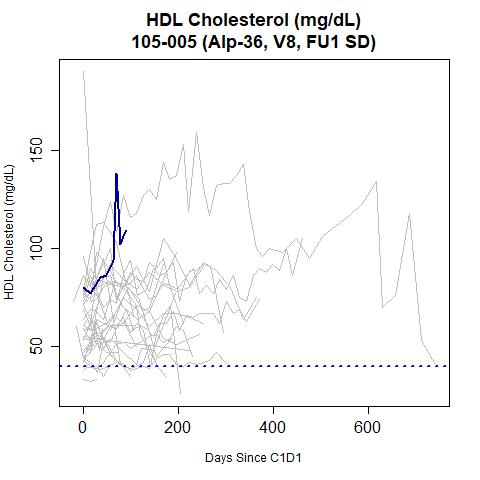 HDL Cholesterol (mg/dL)
105-005 (Alp-36, V8, FU1 SD)
HDL Cholesterol (mg/dL)
150
100
50
0
200
400
600
Days Since C1D1